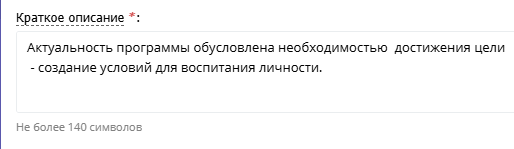 Краткое описание *:
Актуальность программы обусловлена необходимостью  достижения цели
- создание условий для воспитания личности.
Не более 140 символов